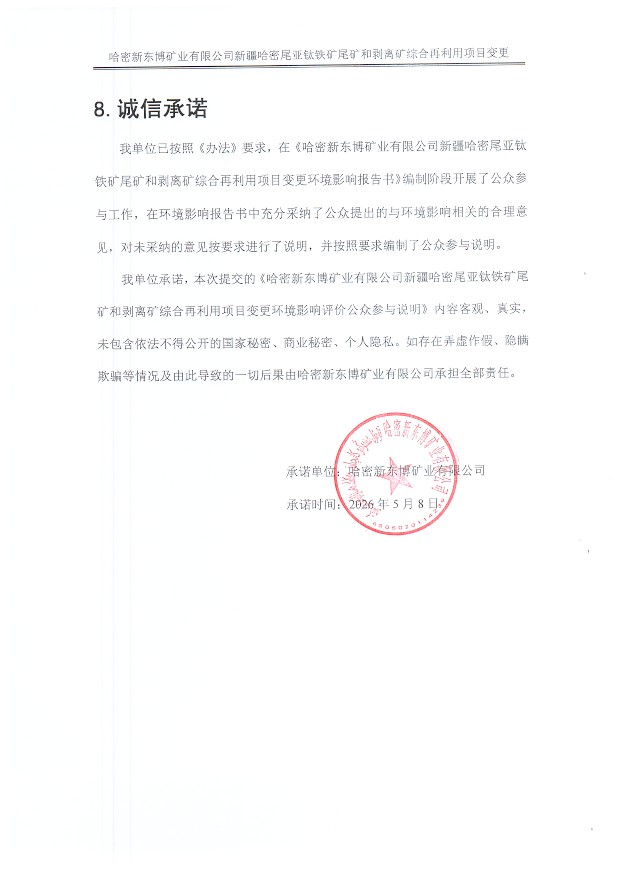 哈密新东博矿业有限公司新疆哈密尾亚钛铁矿尾矿和剥离矿综合再利用项目变更
8. 诚信承诺
我单位已按照《办法》要求，在《哈密新东博矿业有限公司新疆哈密尾亚钛
铁矿尾矿和剥离矿综合再利用项目变更环境影响报告书》编制阶段开展了公众参
与工作，在环境影响报告书中充分采纳了公众提出的与环境影响相关的合理意
见，对未采纳的意见按要求进行了说明，并按照要求编制了公众参与说明。
我单位承诺，本次提交的《哈密新东博矿业有限公司新疆哈密尾亚钛铁矿尾
矿和剥离矿综合再利用项目变更环境影响评价公众参与说明》内容客观、真实，
未包含依法不得公开的国家秘密、商业秘密、个人隐私。如存在弄虚作假、隐瞒
欺骗等情况及由此导致的一切后果由哈密新东博矿业有限公司承担全部责任。
哈密新东博矿业有限公司
承诺单位：哈密新东博矿业有限公司
承诺时间：2026 年 5 月 8 日